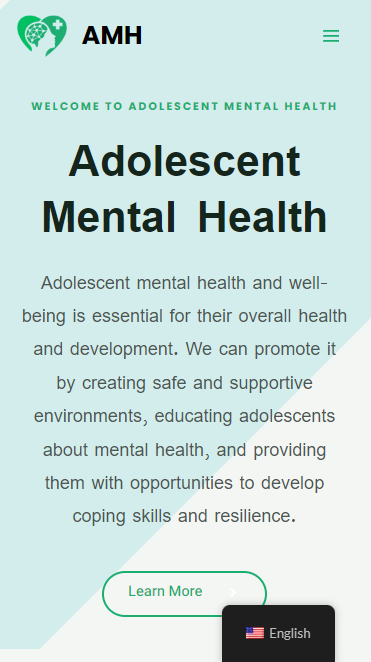 AMH
WELCOME TO ADOLESCENT MENTAL HEALTH
Adolescent
Mental Health
Adolescent mental health and well-
being is essential for their overall health
and development. We can promote it
by creating safe and supportive
environments, educating adolescents
about mental health, and providing
them with opportunities to develop
coping skills and resilience.
Learn More
English